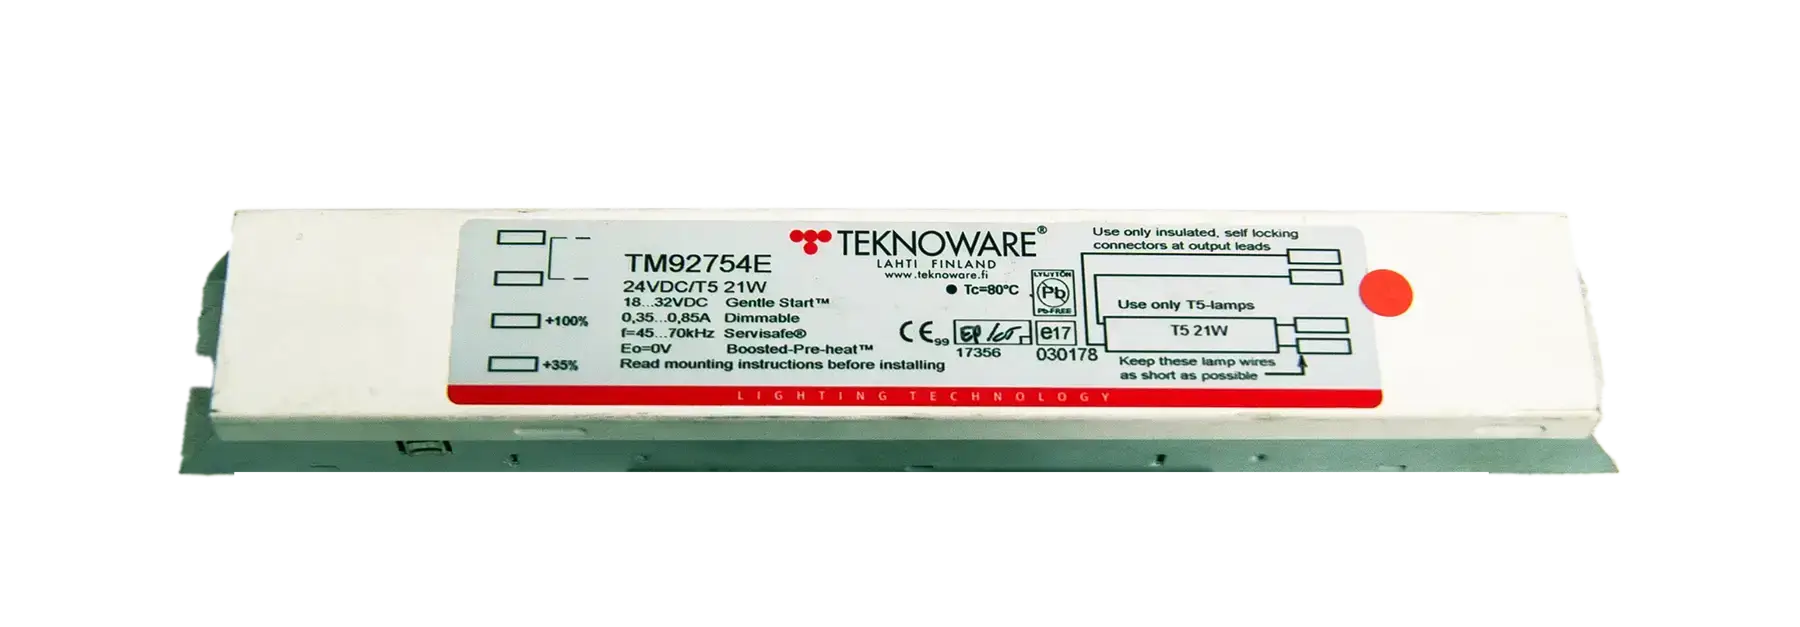 +100%
+35%
TM92754E
24VDC/T5 21W
18...32VDC Gentle Start™
0,35...0,85A Dimmable
f=45...70kHz Servisafe®
Eo=0V Boosted-Pre-heat™
Read mounting instructions before installing
TEKNOWARE®
LAHTI FINLAND
www.teknoware.fi
Tc=80°C
LYIJYTÖN
Pb
Pb-FREE
CE99
17356
e17
030178
Use only insulated, self locking
connectors at output leads
Use only T5-lamps
T5 21W
Keep these lamp wires
as short as possible
LIGHTING TECHNOLOGY